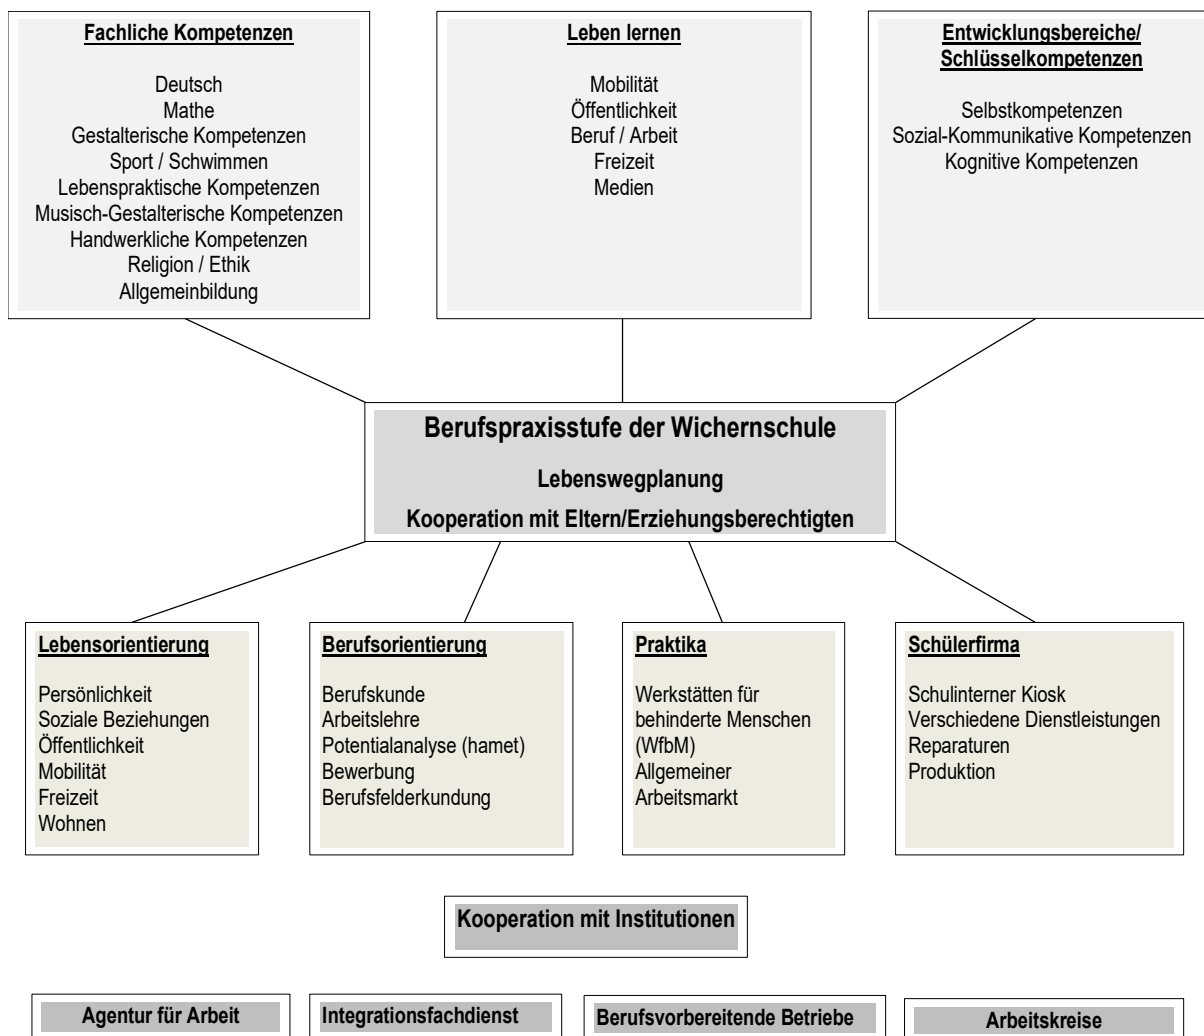 Fachliche Kompetenzen
Deutsch
Mathe
Gestalterische Kompetenzen
Sport / Schwimmen
Lebenspraktische Kompetenzen
Musisch-Gestalterische Kompetenzen
Handwerkliche Kompetenzen
Religion / Ethik
Allgemeinbildung
Leben lernen
Mobilität
Öffentlichkeit
Beruf / Arbeit
Freizeit
Medien
Entwicklungsbereiche/
Schlüsselkompetenzen
Selbstkompetenzen
Sozial-Kommunikative Kompetenzen
Kognitive Kompetenzen
Berufspraxisstufe der Wichernschule
Lebenswegplanung
Kooperation mit Eltern/Erziehungsberechtigten
Lebensorientierung
Persönlichkeit
Soziale Beziehungen
Öffentlichkeit
Mobilität
Freizeit
Wohnen
Berufsorientierung
Berufskunde
Arbeitslehre
Potentialanalyse (hamet)
Bewerbung
Berufsfelderkundung
Praktika
Werkstätten für
behinderte Menschen
(WfbM)
Allgemeiner
Arbeitsmarkt
Schülerfirma
Schulinterner Kiosk
Verschiedene Dienstleistungen
Reparaturen
Produktion
Kooperation mit Institutionen
Agentur für Arbeit
Integrationsfachdienst
Berufsvorbereitende Betriebe
Arbeitskreise